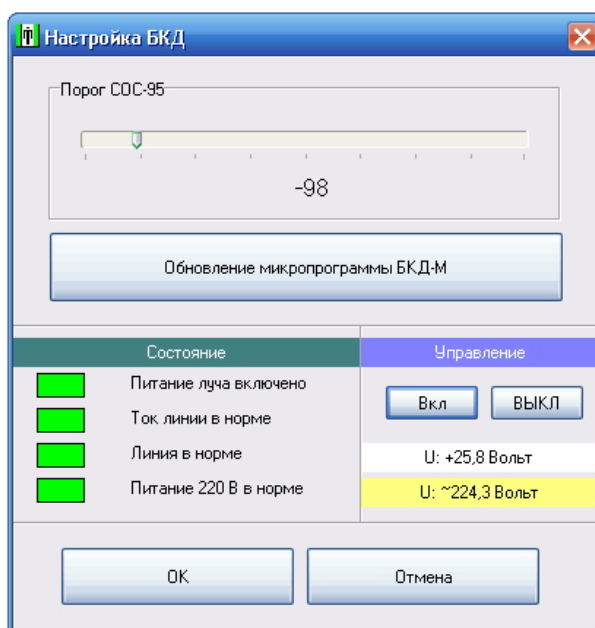 Настройка БКД
Порог СОС-95
-98
Обновление микропрограммы БКД-М
Состояние
Управление
Питание луча включено
Вкл
ВЫКЛ
Ток линии в норме
Линия в норме
U: +25,8 Вольт
Питание 220 В в норме
U: ~224,3 Вольт
OK
Отмена